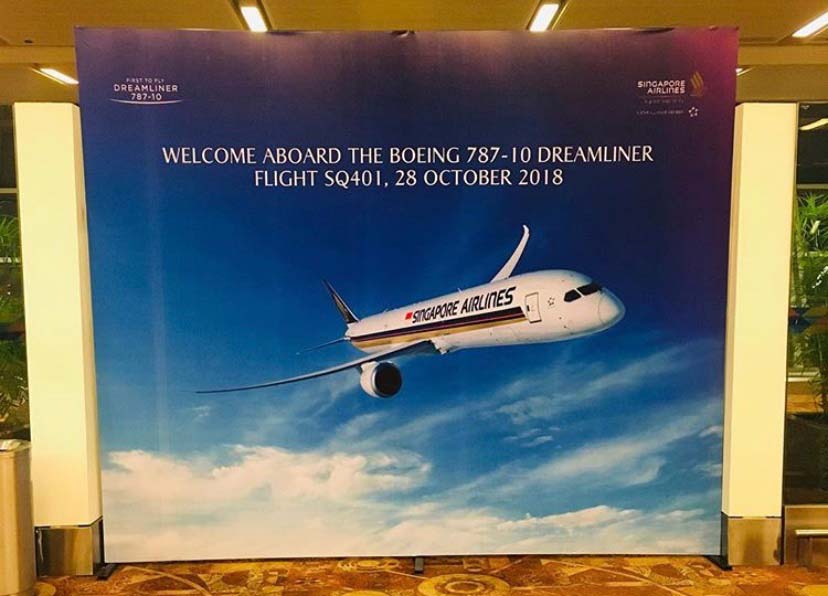 FIRST TO FLY
DREAMLINER
787-10
SINGAPORE
AIRLINES
WELCOME ABOARD THE BOEING 787-10 DREAMLINER
FLIGHT SQ401, 28 OCTOBER 2018
SINGAPORE AIRLINES